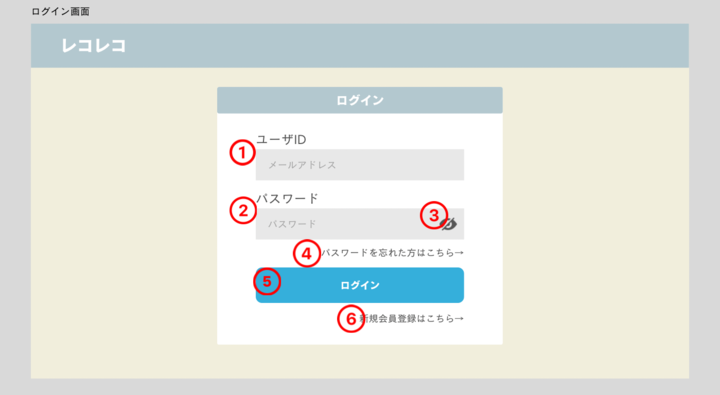 ログイン画面
レコレコ
ログイン
ユーザID
1
メールアドレス
パスワード
2
パスワード
3
4
パスワードを忘れた方はこちら→
5
ログイン
6
新規会員登録はこちら→